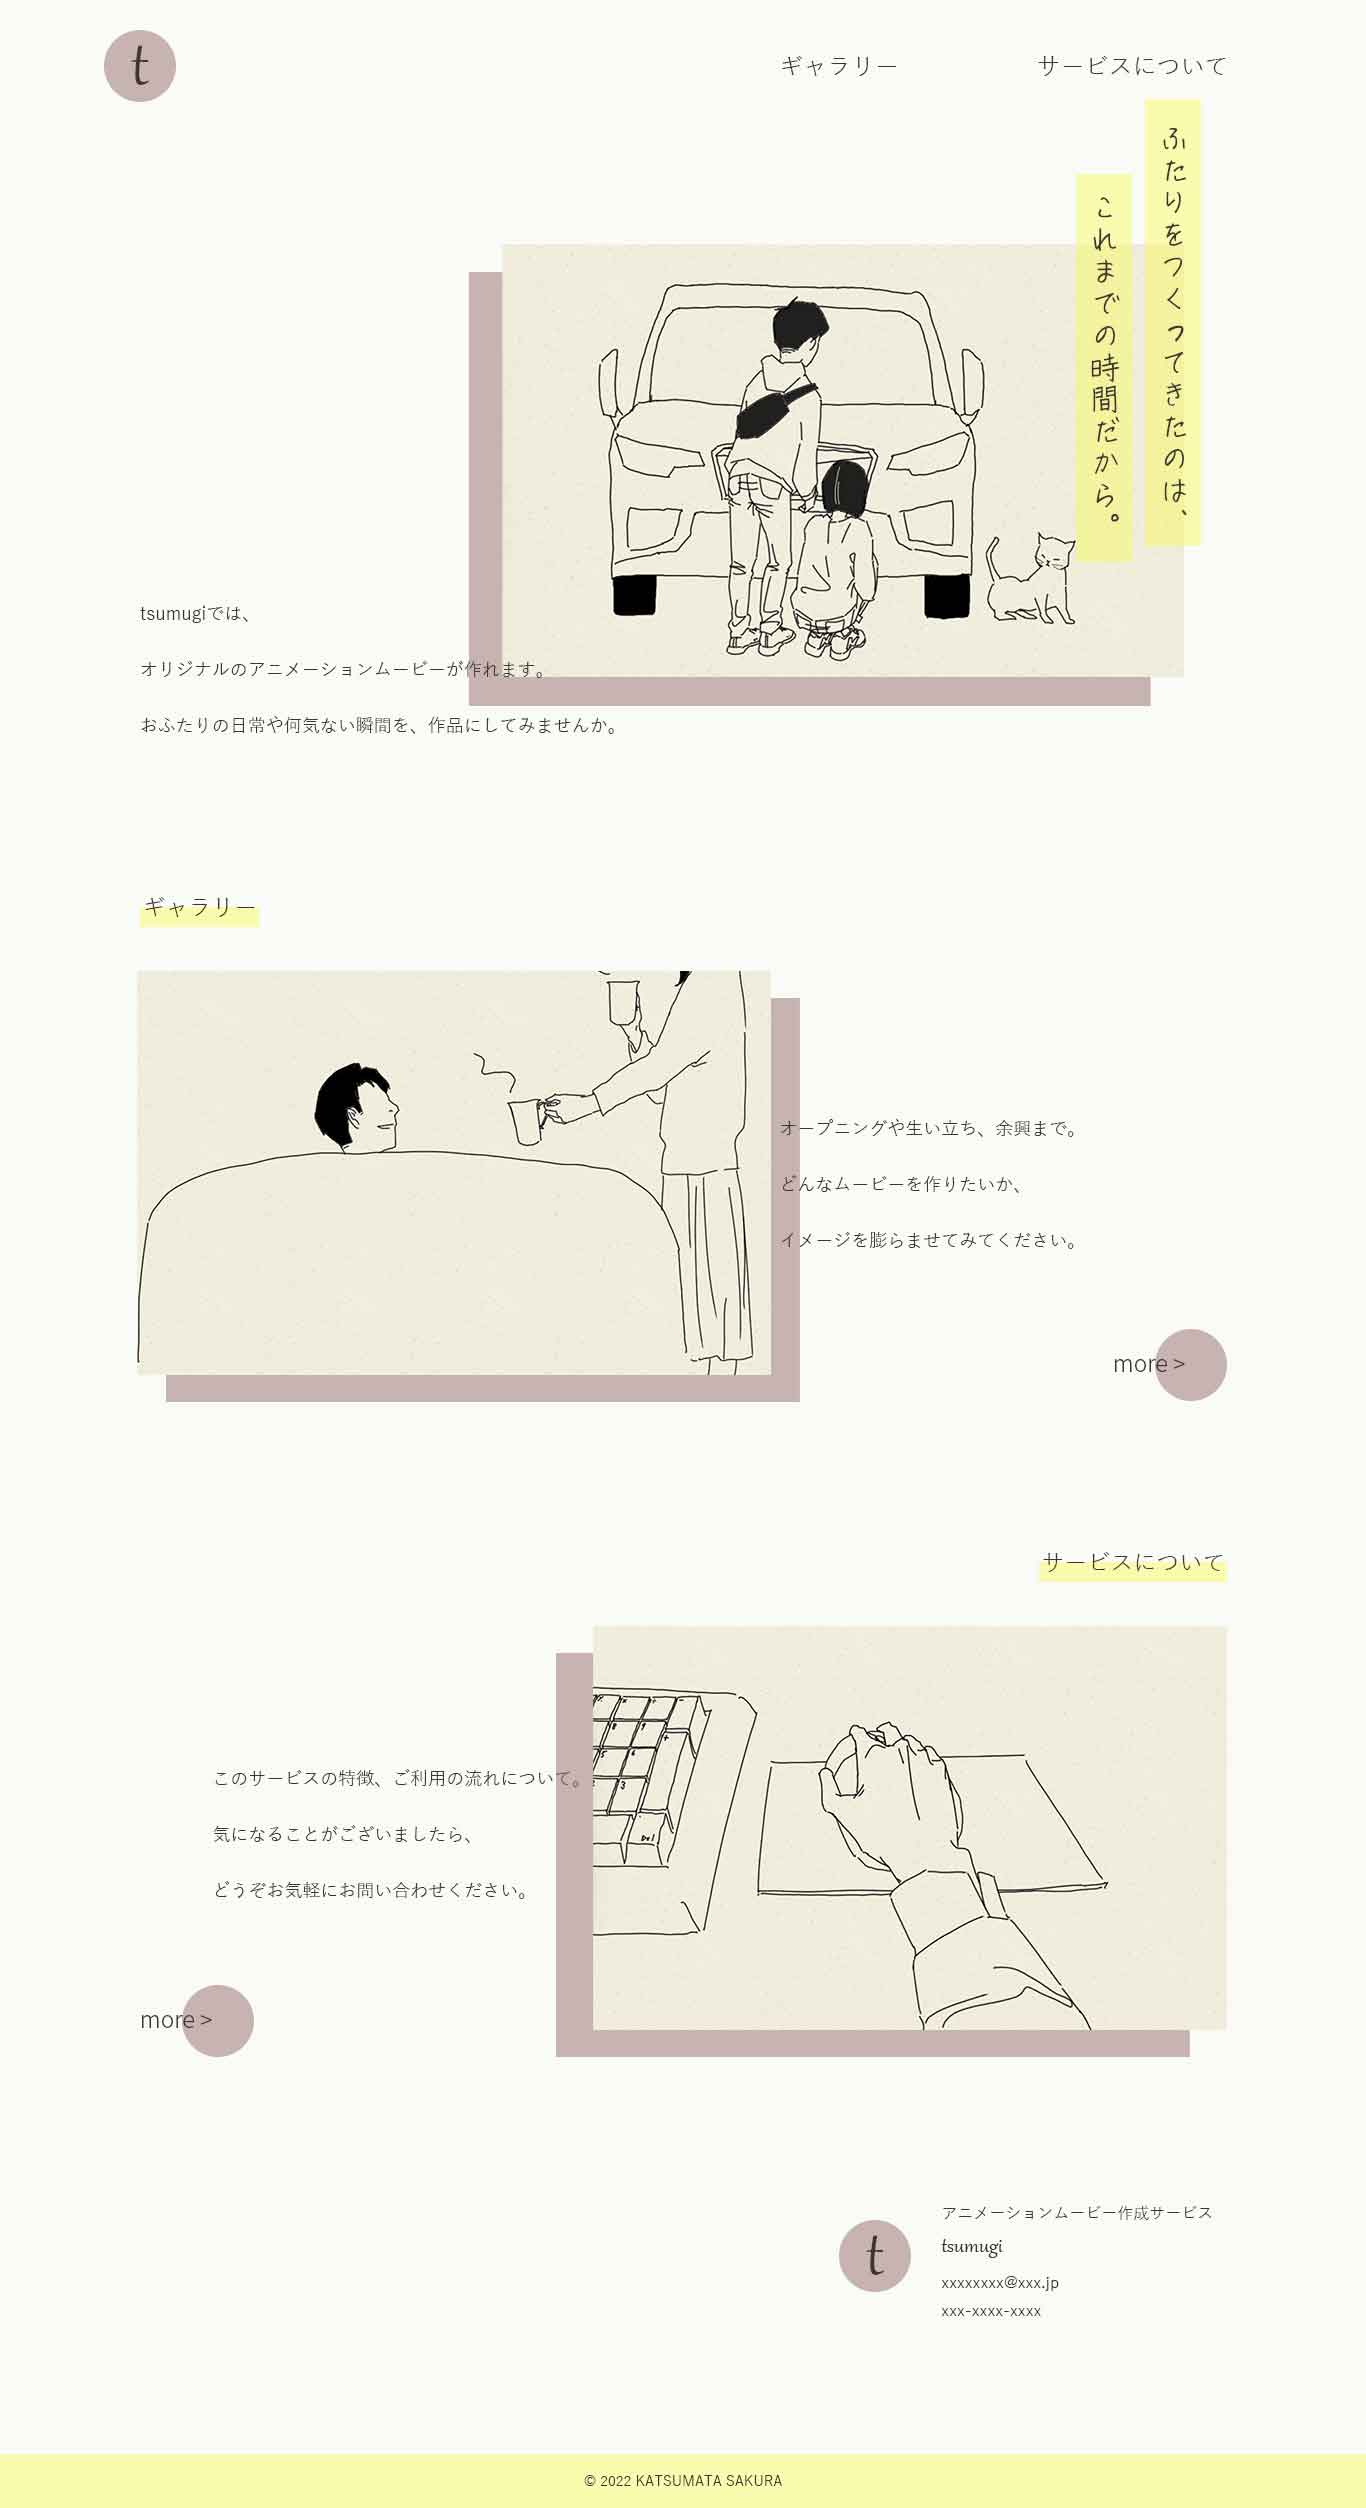 t
ギャラリー
サービスについて
ふたりをつくってきたのは、
これまでの時間だから。
tsumugiでは、
オリジナルのアニメーションムービーが作れます。
おふたりの日常や何気ない瞬間を、作品にしてみませんか。
ギャラリー
オープニングや生い立ち、余興まで。
どんなムービーを作りたいか、
イメージを膨らませてみてください。
more >
サービスについて
このサービスの特徴、ご利用の流れについて。
気になることがございましたら、
どうぞお気軽にお問い合わせください。
more >
t
アニメーションムービー作成サービス
tsumugi
xxxxxxxx@xxx.jp
xxx-xxxx-xxxx
© 2022 KATSUMATA SAKURA